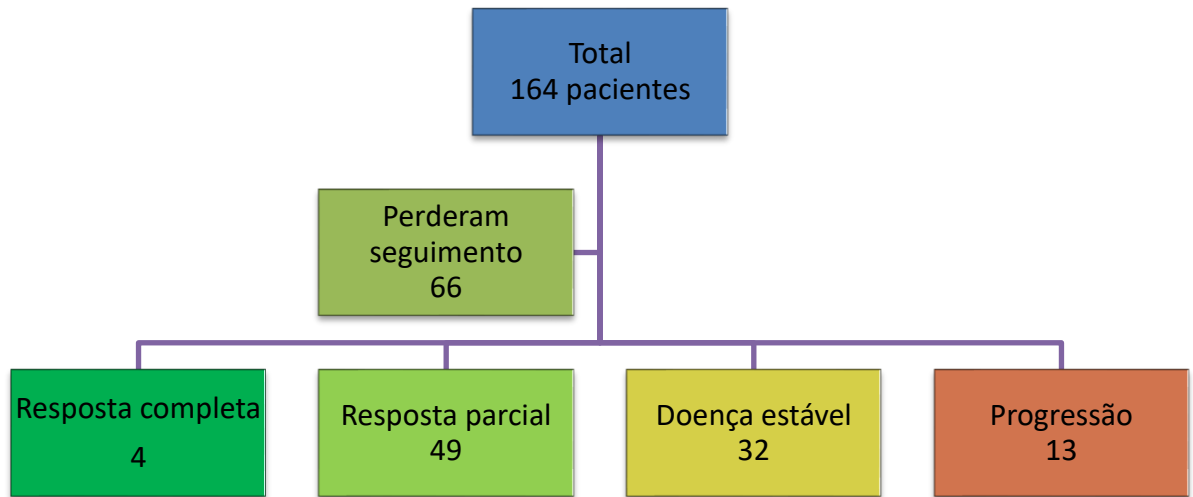 Total
164 pacientes
Perderam
seguimento
66
Resposta completa
4
Resposta parcial
49
Doença estável
32
Progressão
13